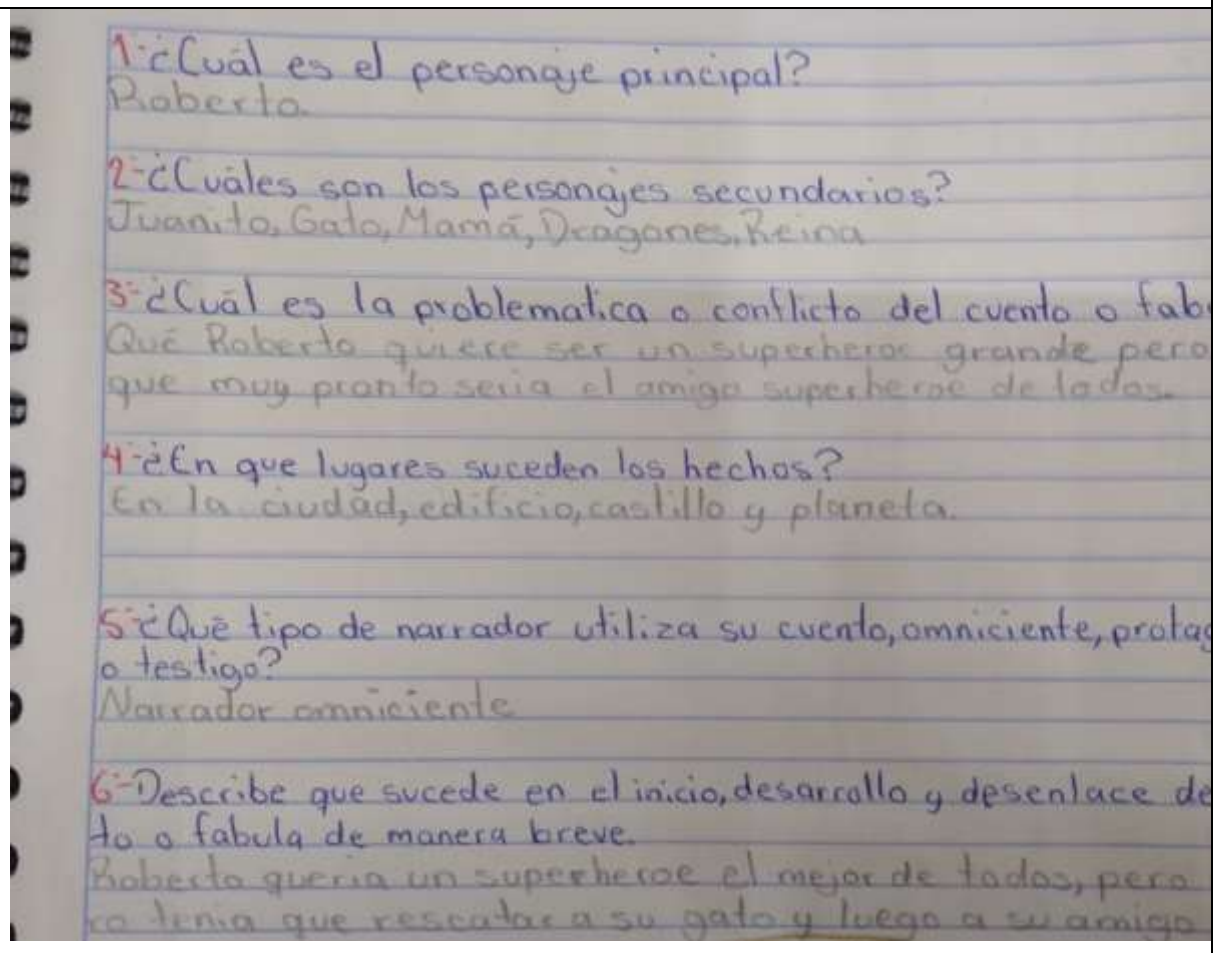 1-¿Cuál es el personaje principal?
Roberto
2-¿Cuáles son los personajes secundarios?
Juanito, Gato, Mamá, Dragones, Reina
3-¿Cuál es la problematica o conflicto del cuento o fab
Qué Roberto quiere ser un superheroe grande pero
que muy pronto seria el amigo superheroe de todos.
4-¿En que lugares suceden los hechos?
En la ciudad, edificio, castillo y planeta.
5-¿Qué tipo de narrador utiliza su cuento, omniciente, protag
o testigo?
Narrador omniciente
6-Describe que sucede en el inicio, desarrollo y desenlace de
to o fabula de manera breve.
Roberto queria un superheroe el mejor de todos, pero
ro tenia que rescatar a su gato y luego a su amigo